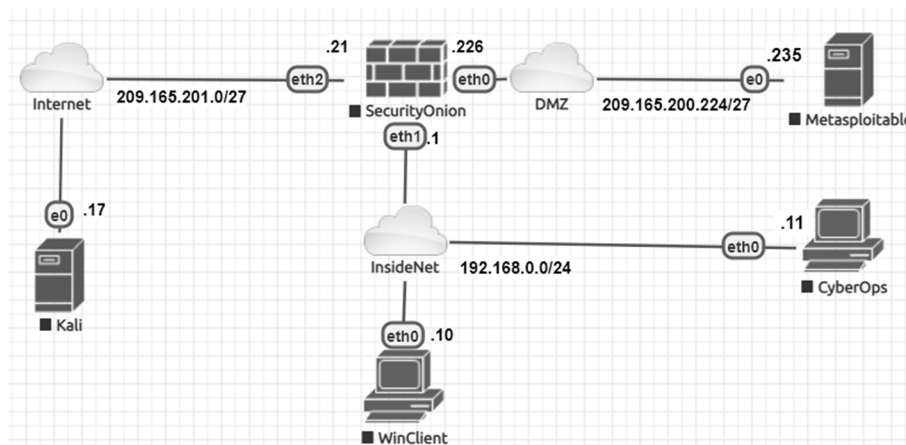 .21
.226
.235
eth2
eth0
e0
Internet
209.165.201.0/27
SecurityOnion
DMZ
209.165.200.224/27
Metasploitable
eth1
.1
e0
.17
.11
eth0
InsideNet
192.168.0.0/24
CyberOps
Kali
eth0
.10
WinClient